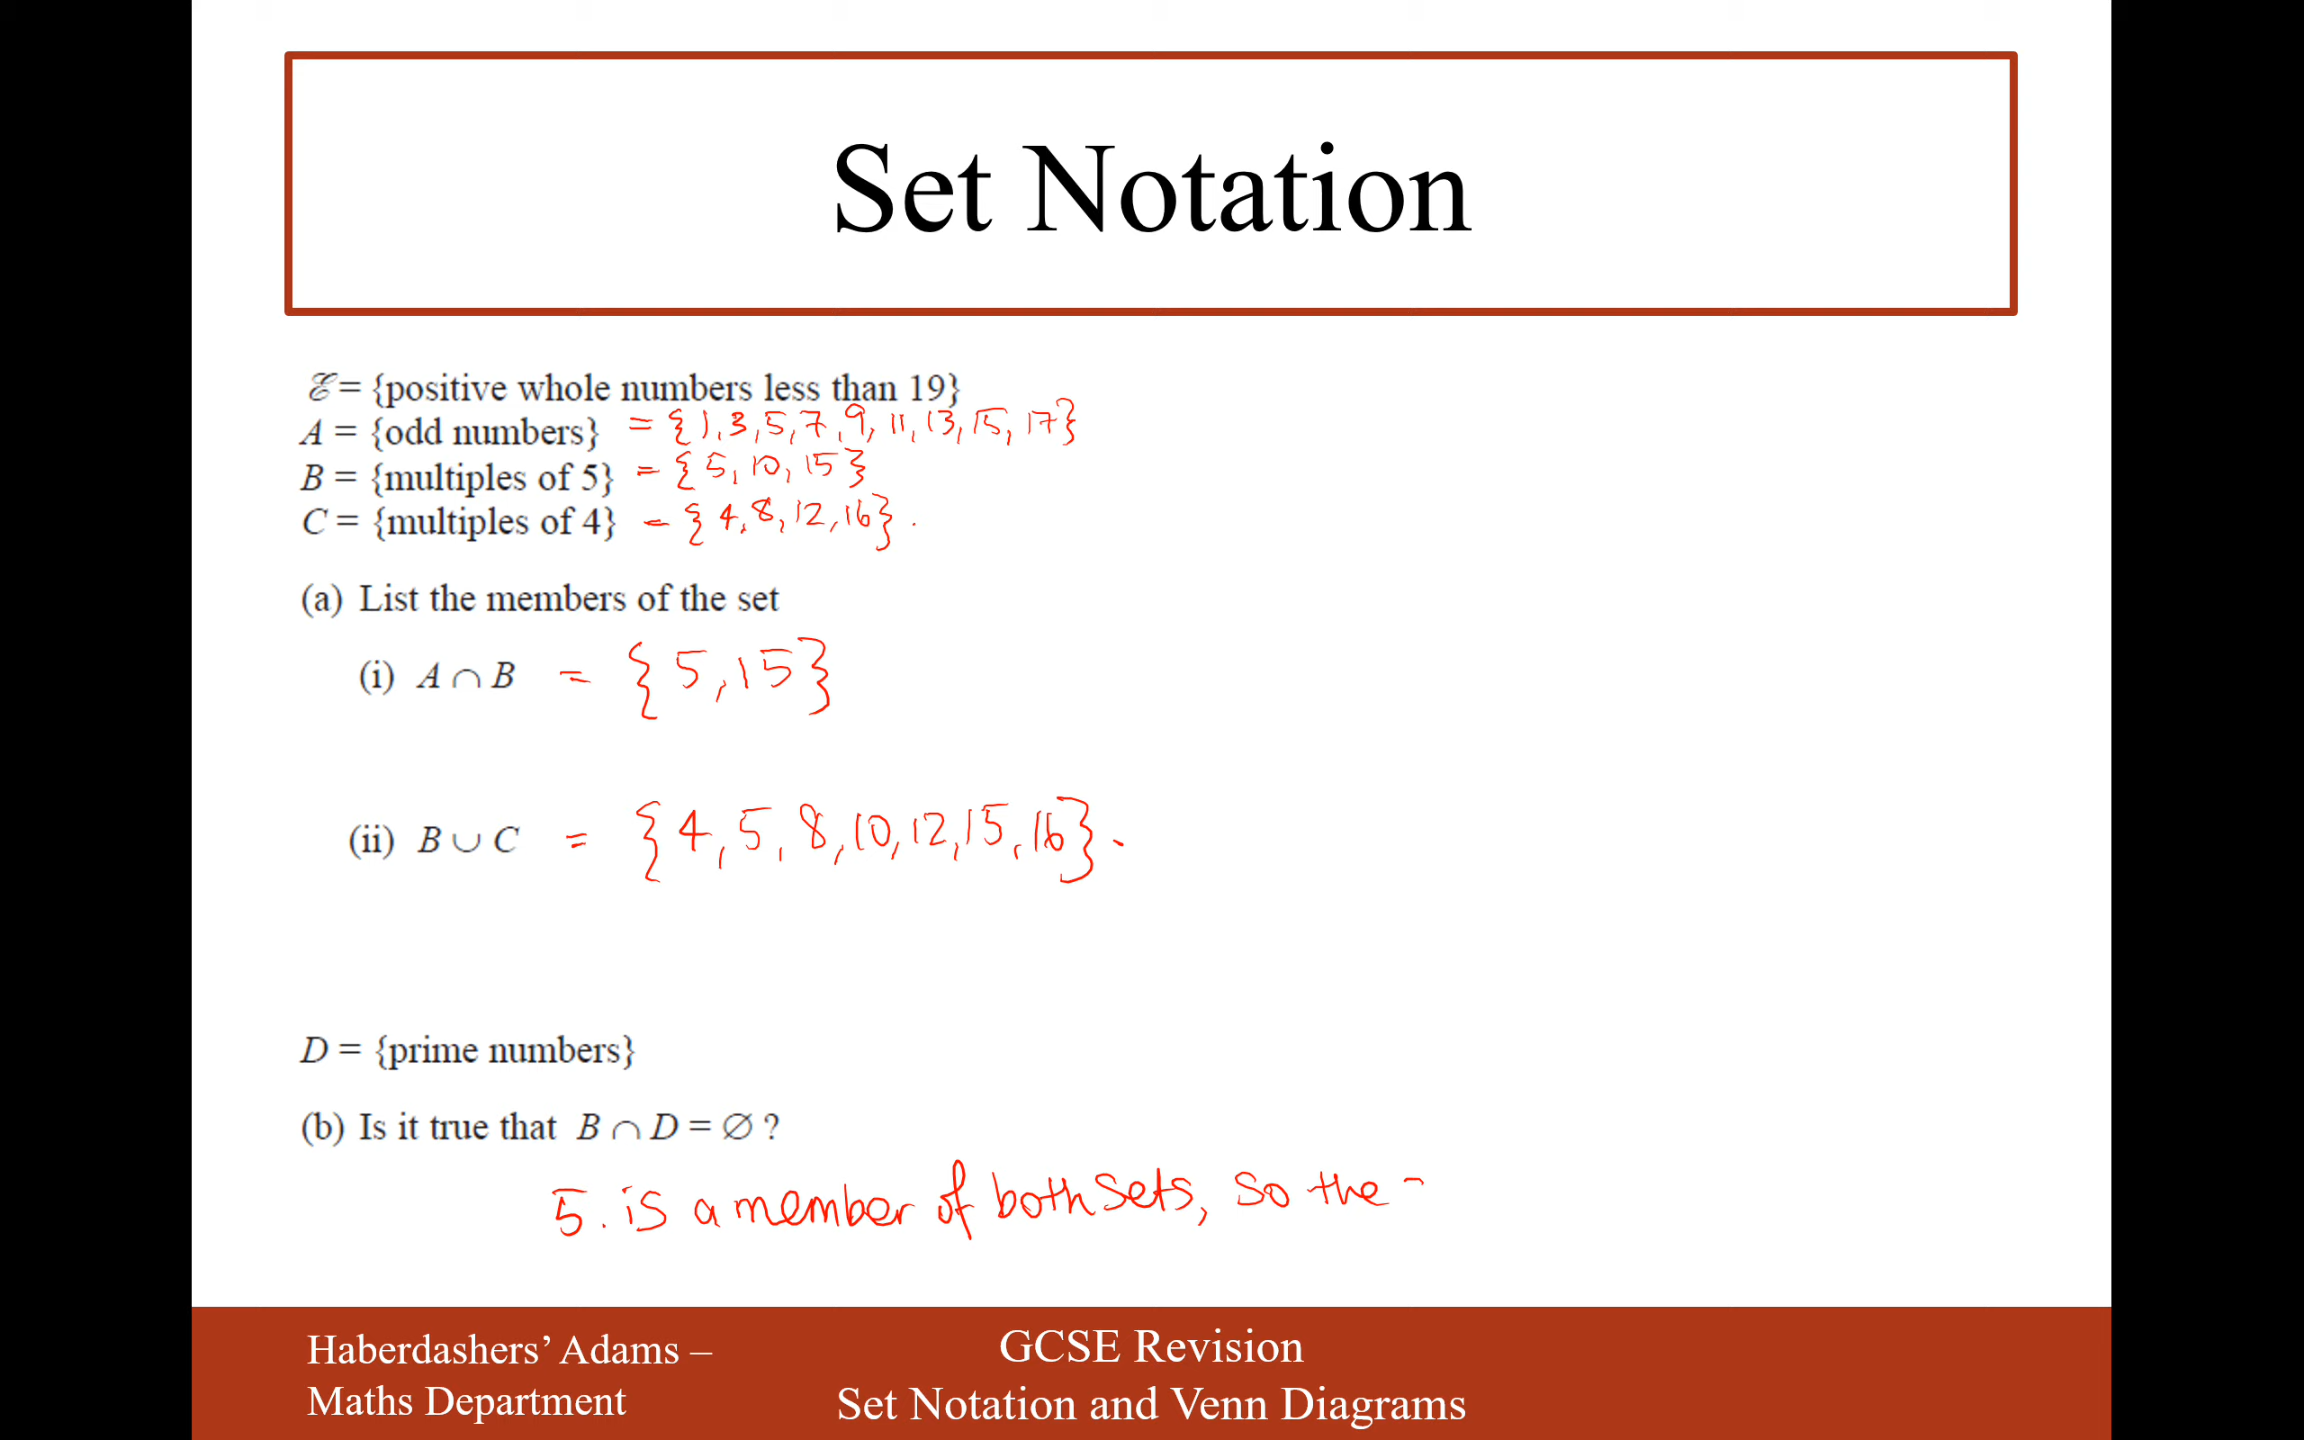 Set Notation
ℰ = {positive whole numbers less than 19}
A = {odd numbers} = {1,3,5,7,9,11,13,15,17}
B = {multiples of 5} = {5,10,15}
C = {multiples of 4} = {4,8,12,16}.
(a) List the members of the set
(i) A ∩ B = {5,15}
(ii) B ∪ C = {4,5,8,10,12,15,16}.
D = {prime numbers}
(b) Is it true that B ∩ D = ∅ ?
5. is a member of both sets, so the
Haberdashers’ Adams –
Maths Department
GCSE Revision
Set Notation and Venn Diagrams